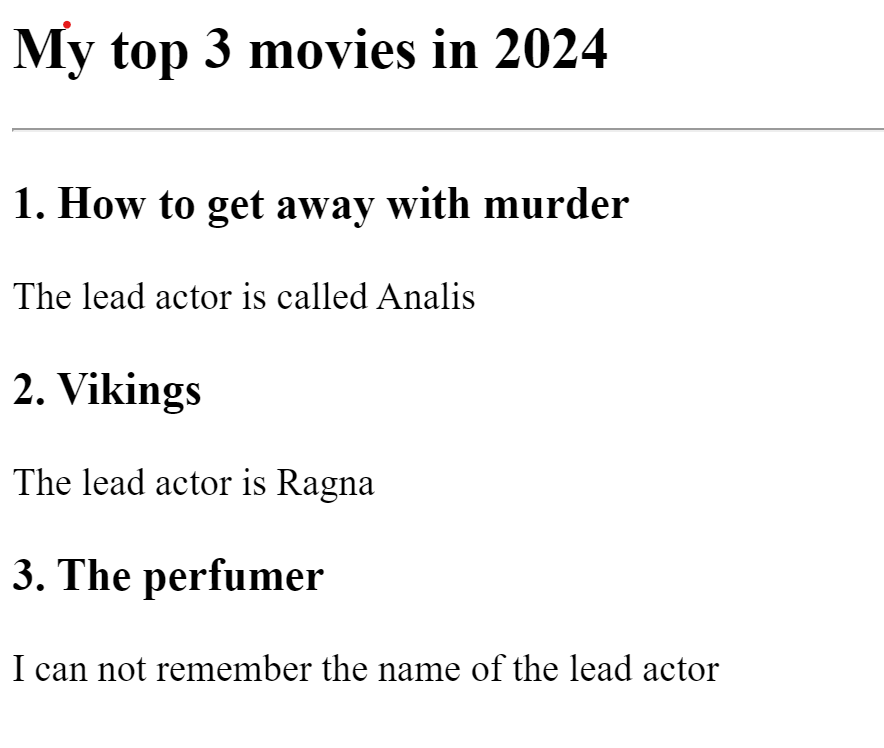 My top 3 movies in 2024
1. How to get away with murder
The lead actor is called Analis
2. Vikings
The lead actor is Ragna
3. The perfumer
I can not remember the name of the lead actor